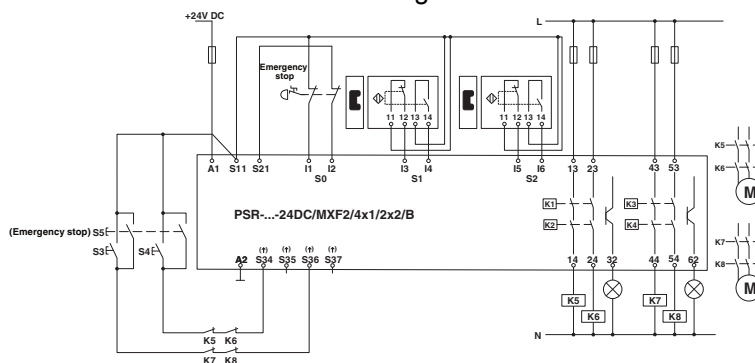 +24V DC
L
Emergency
stop
11 12 13 14
11 12 13 14
K5
K6
M
A1 S11 S21 I1 I2 I3 I4 I5 I6 13 23 43 53
S0 S1 S2
K1 K3
K2 K4
PSR-...-24DC/MXF2/4x1/2x2/B
(Emergency stop) S5
S3 S4
K7
K8
M
A2 S34 S35 S36 S37 14 24 32 44 54 62
K5 K7
K6 K8
K5 K6
K7 K8
N